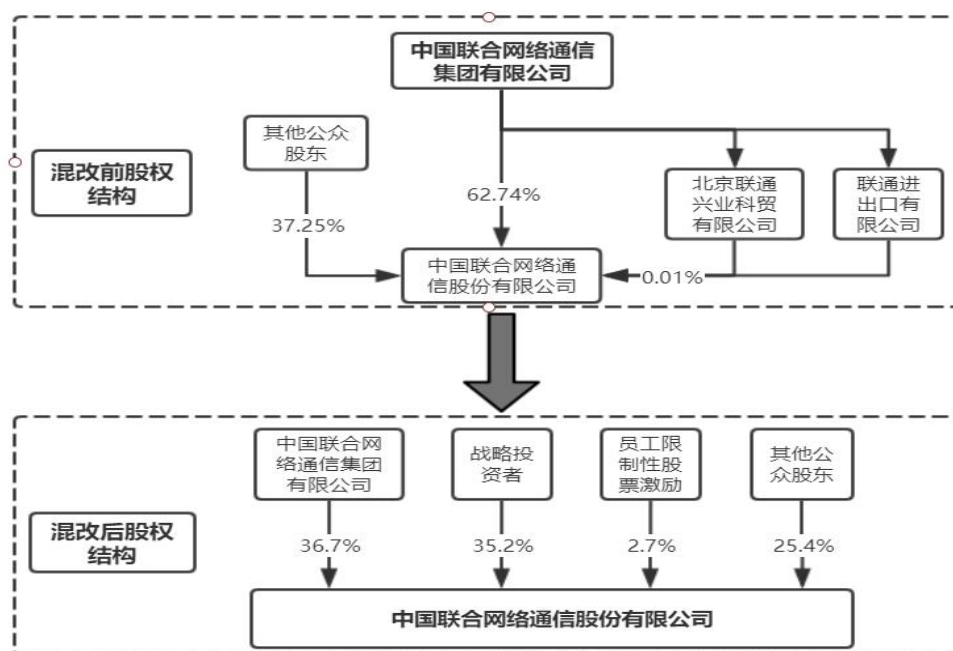 中国联合网络通信
集团有限公司
其他公众
股东
混改前股权
结构
62.74%
37.25%
北京联通
兴业科贸
有限公司
联通进
出口有
限公司
中国联合网络通
信股份有限公司
0.01%
中国联合网
络通信集团
有限公司
战略投
资者
员工限
制性股
票激励
其他公
众股东
混改后股权
结构
36.7%
35.2%
2.7%
25.4%
中国联合网络通信股份有限公司